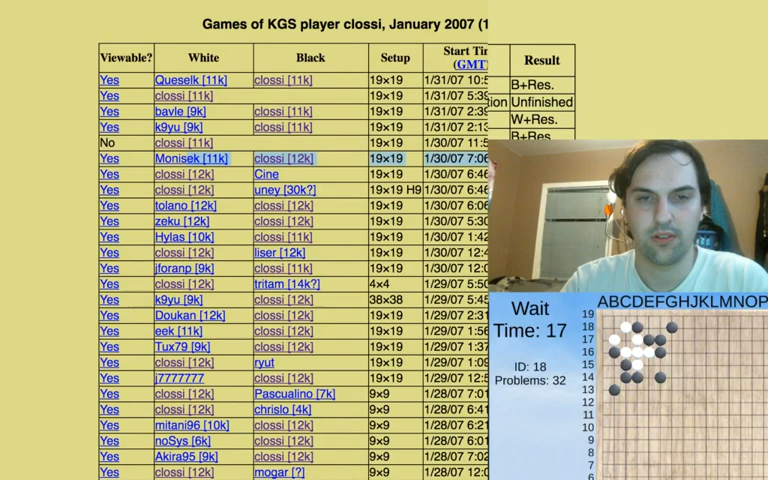 Games of KGS player clossi, January 2007 (1
Viewable? White Black Setup Start Tim (GMT) Result
Yes Queselk [11k] clossi [11k] 19×19 1/31/07 10:5 B+Res.
Yes clossi [11k] 19×19 1/31/07 5:39 tion Unfinished
Yes bavle [9k] clossi [11k] 19×19 1/31/07 2:39 W+Res.
Yes k9yu [9k] clossi [11k] 19×19 1/31/07 2:13 B+Res.
No clossi [11k] 19×19 1/30/07 11:5
Yes Monisek [11k] clossi [12k] 19×19 1/30/07 7:06
Yes clossi [12k] Cine 19×19 1/30/07 6:46
Yes clossi [12k] uney [30k?] 19×19 H9 1/30/07 6:46
Yes tolano [12k] clossi [12k] 19×19 1/30/07 6:06
Yes zeku [12k] clossi [12k] 19×19 1/30/07 5:30
Yes Hylas [10k] clossi [11k] 19×19 1/30/07 1:42
Yes clossi [12k] liser [12k] 19×19 1/30/07 12:4
Yes jforanp [9k] clossi [11k] 19×19 1/30/07 12:0
Yes clossi [12k] tritam [14k?] 4×4 1/29/07 5:50
Yes k9yu [9k] clossi [12k] 38×38 1/29/07 5:45
Yes Doukan [12k] clossi [12k] 19×19 1/29/07 2:31
Yes eek [11k] clossi [12k] 19×19 1/29/07 1:56
Yes Tux79 [9k] clossi [12k] 19×19 1/29/07 1:37
Yes clossi [12k] ryut 19×19 1/29/07 1:09
Yes j7777777 clossi [12k] 19×19 1/29/07 12:5
Yes clossi [12k] Pascualino [7k] 9×9 1/28/07 7:01
Yes clossi [12k] chrislo [4k] 9×9 1/28/07 6:41
Yes mitani96 [10k] clossi [12k] 9×9 1/28/07 6:21
Yes noSys [6k] clossi [12k] 9×9 1/28/07 6:01
Yes Akira95 [9k] clossi [12k] 9×9 1/28/07 7:02
Yes clossi [12k] mogar [?] 9×9 1/28/07 12:0
Wait
Time: 17
ID: 18
Problems: 32
ABCDEFGHJKLMNOP
19
18
17
16
15
14
13
12
11
10
9
8
7
6